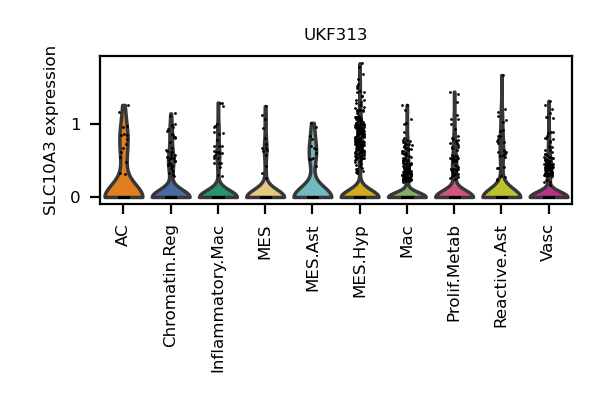 UKF313
SLC10A3 expression
1
0
AC
Chromatin.Reg
Inflammatory.Mac
MES
MES.Ast
MES.Hyp
Mac
Prolif.Metab
Reactive.Ast
Vasc